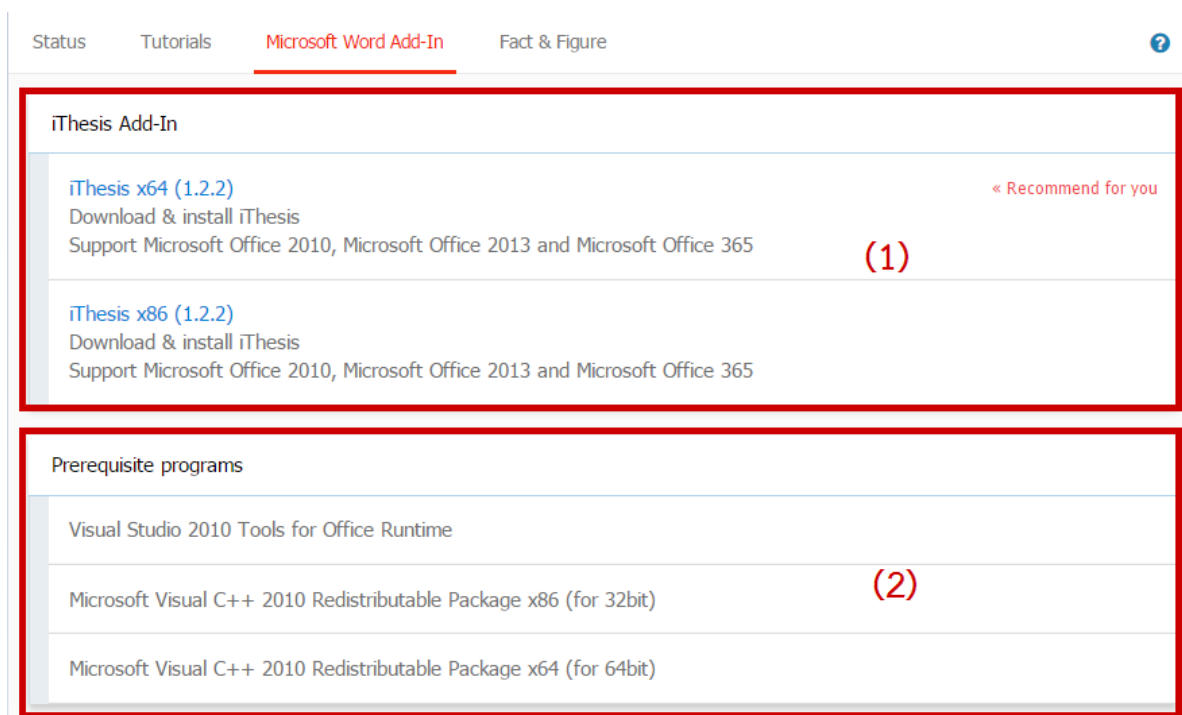 Status Tutorials Microsoft Word Add-In Fact & Figure ?
iThesis Add-In
iThesis x64 (1.2.2) « Recommend for you
Download & install iThesis
Support Microsoft Office 2010, Microsoft Office 2013 and Microsoft Office 365
(1)
iThesis x86 (1.2.2)
Download & install iThesis
Support Microsoft Office 2010, Microsoft Office 2013 and Microsoft Office 365
Prerequisite programs
Visual Studio 2010 Tools for Office Runtime
(2)
Microsoft Visual C++ 2010 Redistributable Package x86 (for 32bit)
Microsoft Visual C++ 2010 Redistributable Package x64 (for 64bit)